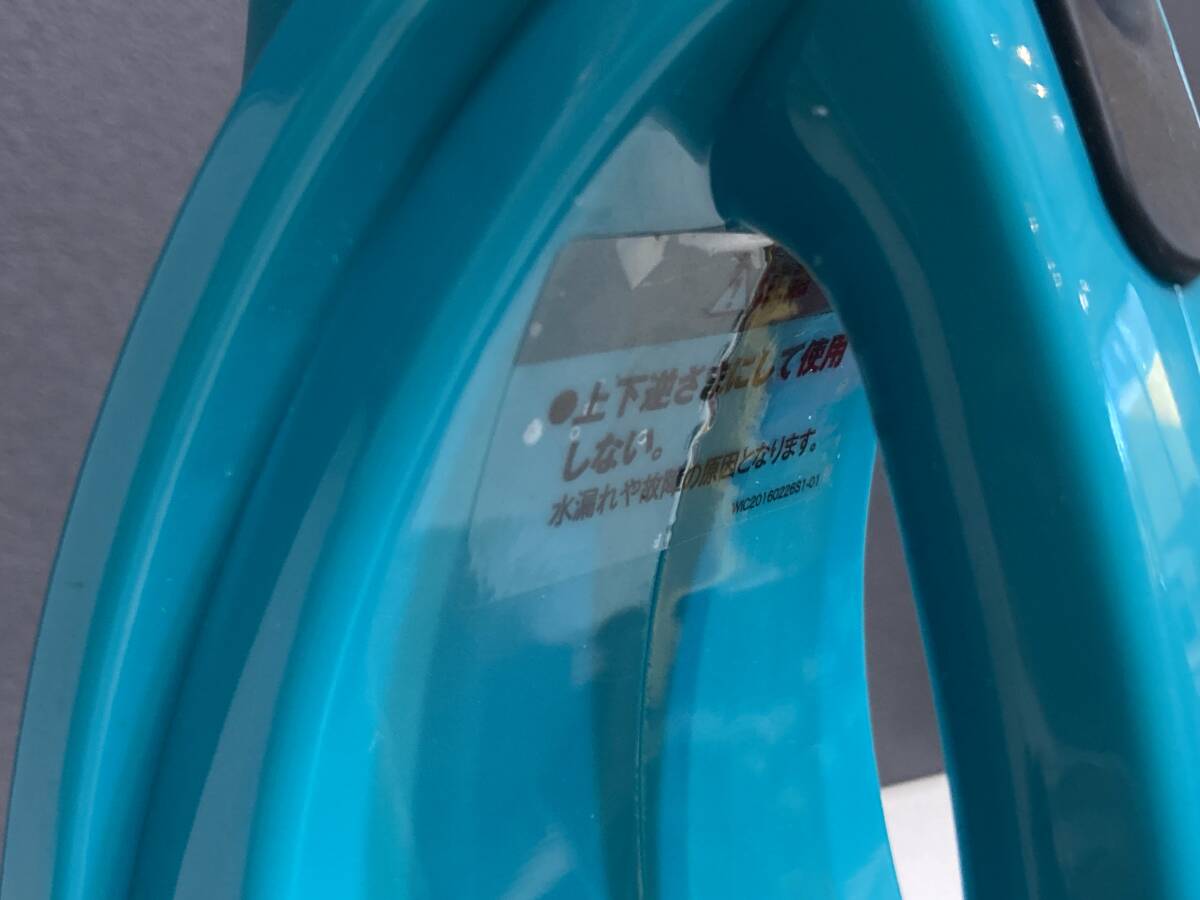 ●上下逆さまにして使用
しない。
水漏れや故障の原因となります。
WIC20160226S1-01